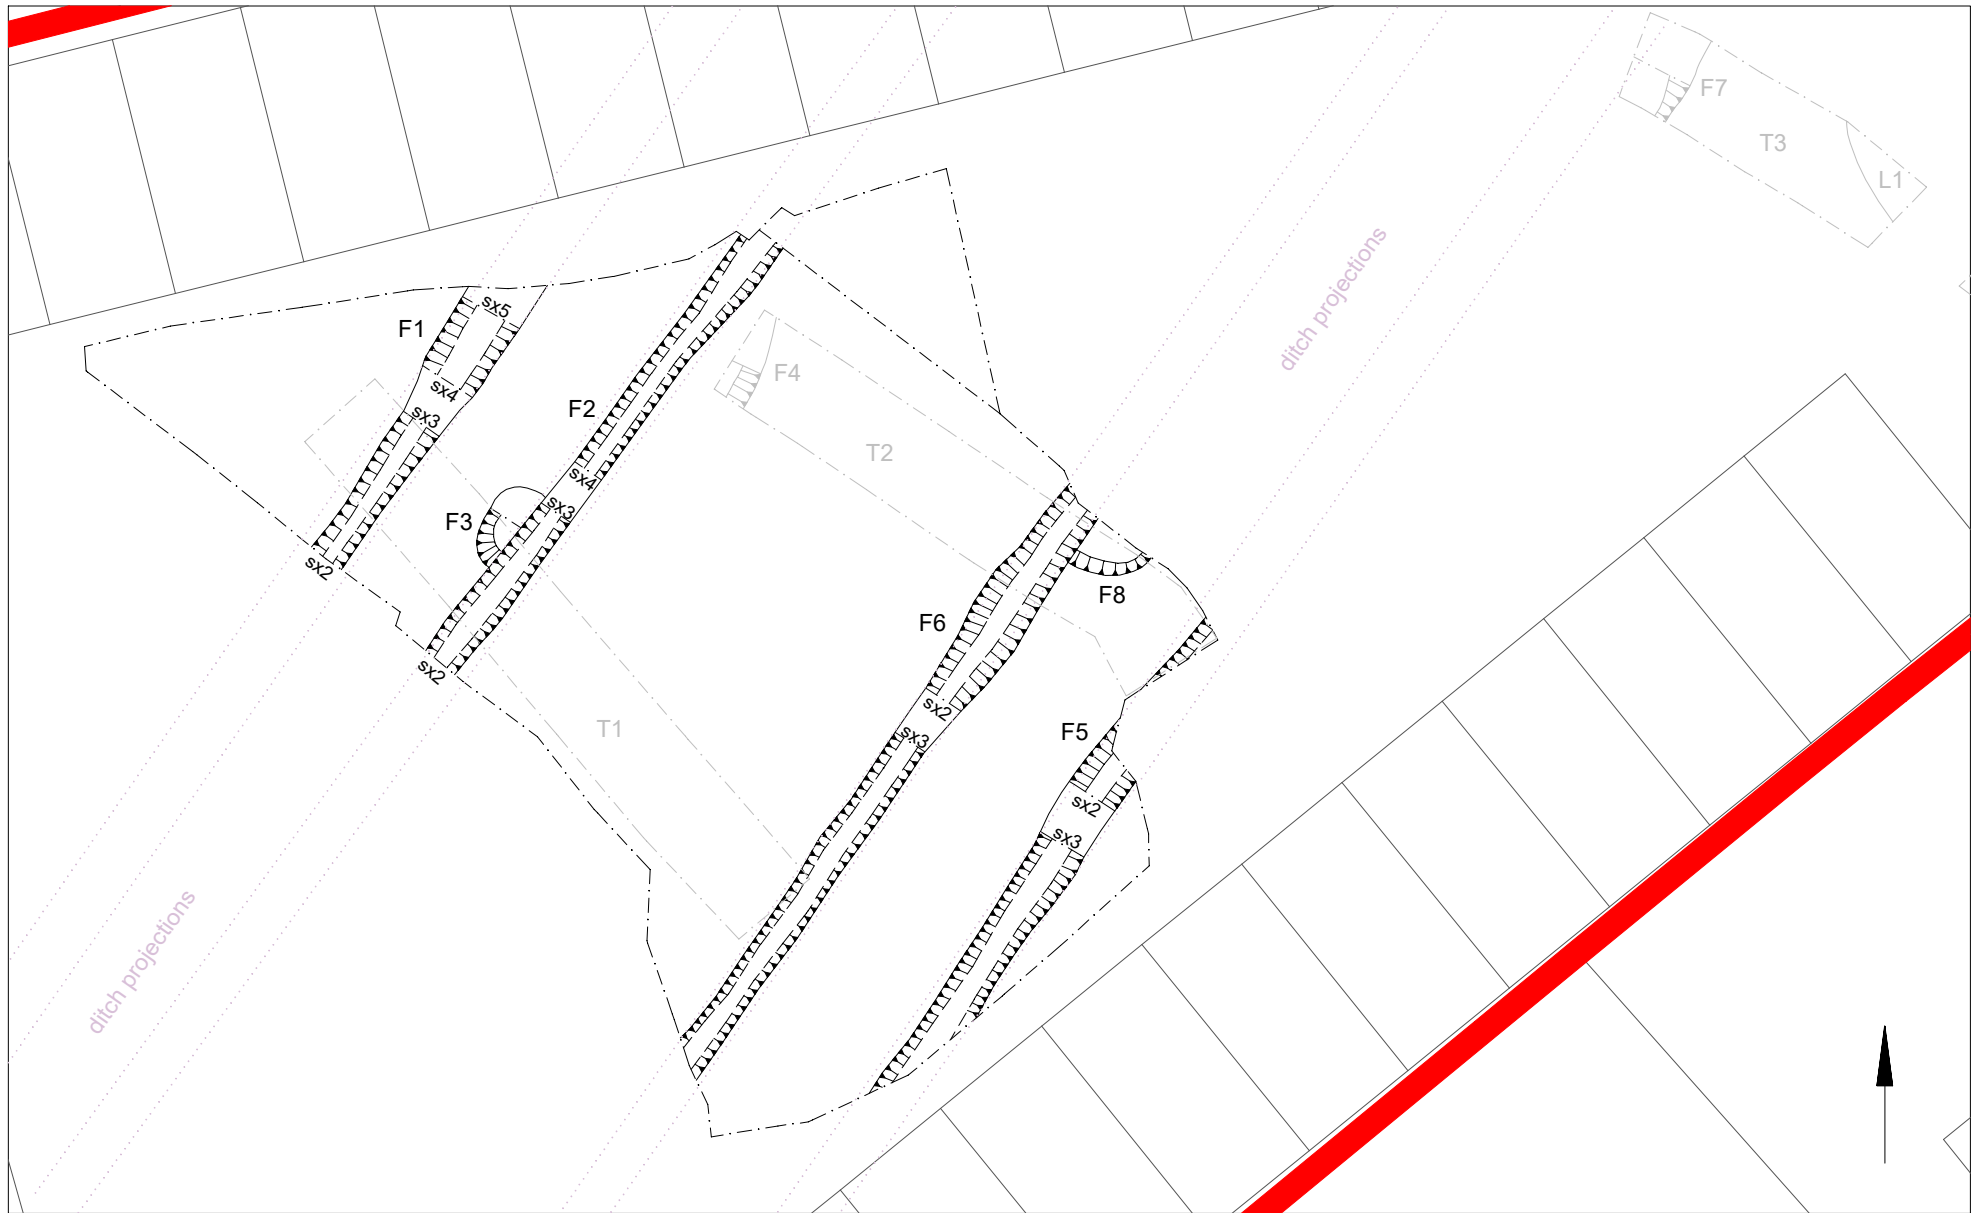 F7
T3
L1
ditch projections
sx5
F1
F4
sx4
F2
sx3
T2
sx4
sx3
F3
sx2
F8
F6
sx2
sx2
T1
F5
sx3
sx2
sx3
ditch projections